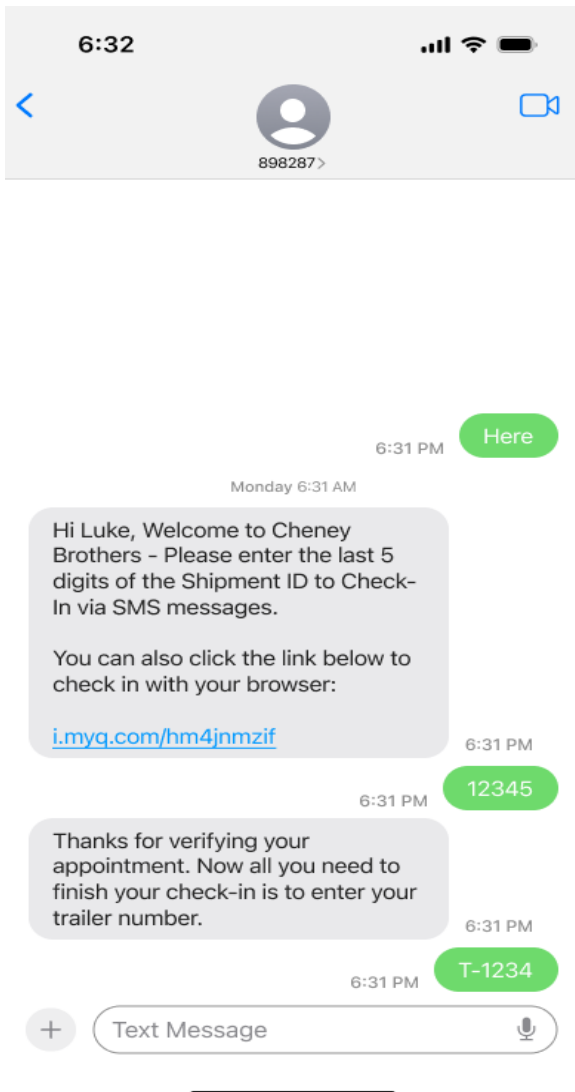 6:32
898287>
Here
6:31 PM
Monday 6:31 AM
Hi Luke, Welcome to Cheney
Brothers - Please enter the last 5
digits of the Shipment ID to Check-
In via SMS messages.
You can also click the link below to
check in with your browser:
i.myq.com/hm4jnmzif
6:31 PM
12345
6:31 PM
Thanks for verifying your
appointment. Now all you need to
finish your check-in is to enter your
trailer number.
6:31 PM
T-1234
6:31 PM
Text Message